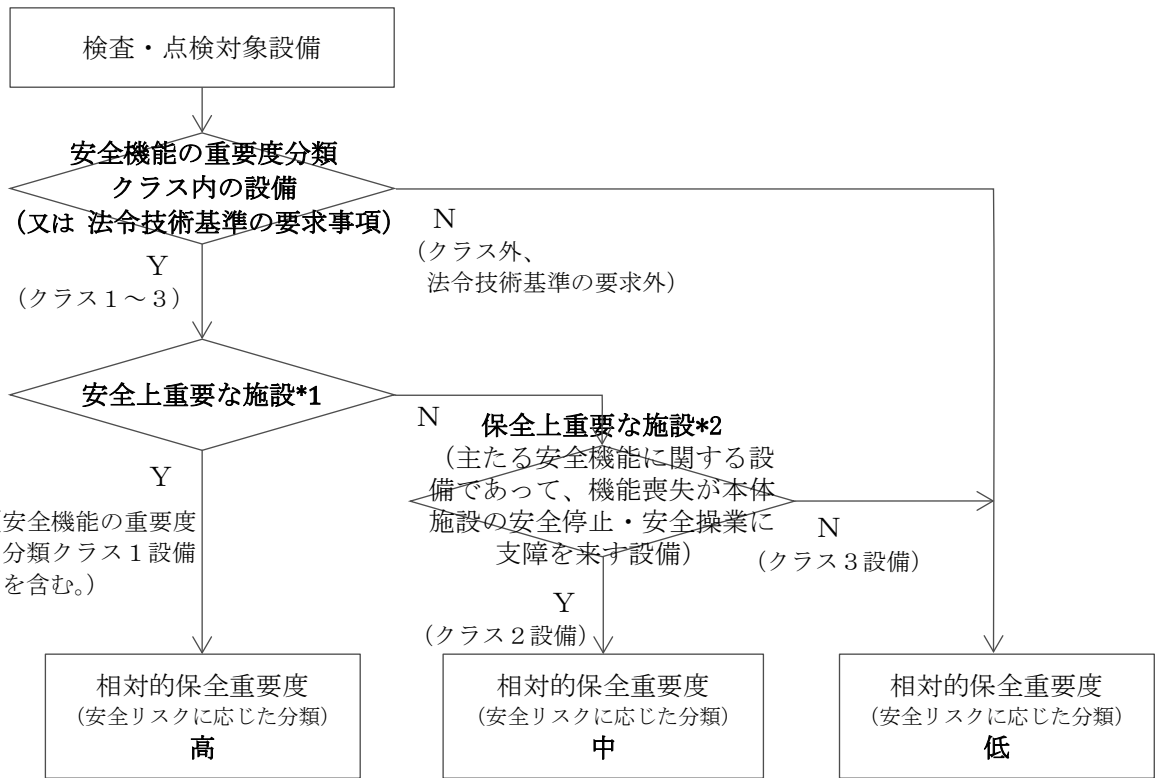 検査・点検対象設備
安全機能の重要度分類
クラス内の設備
(又は 法令技術基準の要求事項)
N
(クラス外、
法令技術基準の要求外)
Y
(クラス１～３)
安全上重要な施設*1
N
保全上重要な施設*2
(主たる安全機能に関する設
備であって、機能喪失が本体
施設の安全停止・安全操業に
支障を来す設備)
Y
(安全機能の重要度
分類クラス１設備
を含む。)
N
(クラス３設備)
Y
(クラス２設備)
相対的保全重要度
(安全リスクに応じた分類)
高
相対的保全重要度
(安全リスクに応じた分類)
中
相対的保全重要度
(安全リスクに応じた分類)
低